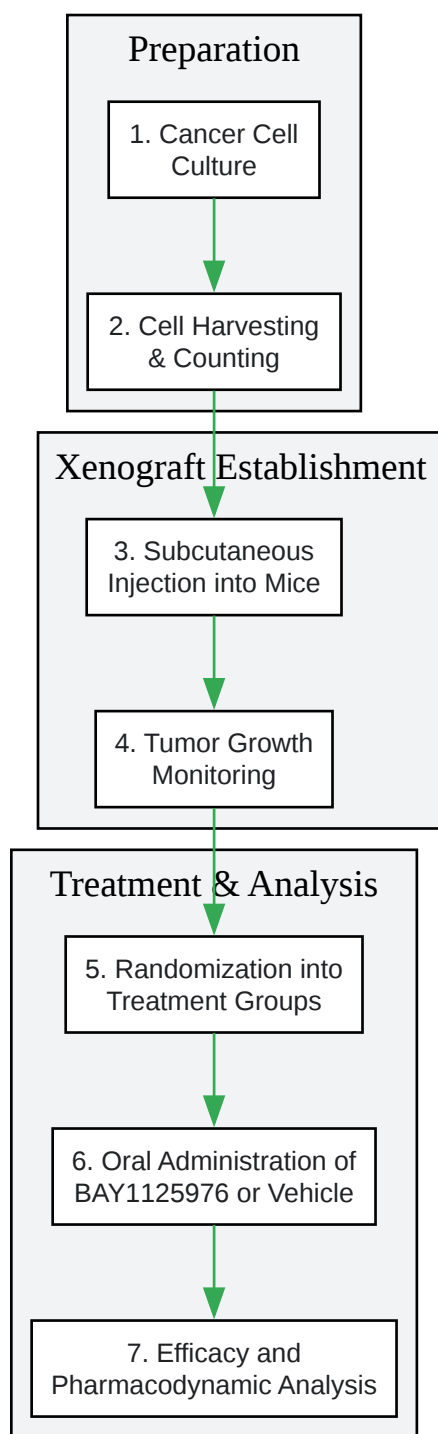 Preparation
1. Cancer Cell
Culture
2. Cell Harvesting
& Counting
Xenograft Establishment
3. Subcutaneous
Injection into Mice
4. Tumor Growth
Monitoring
Treatment & Analysis
5. Randomization into
Treatment Groups
6. Oral Administration of
BAY1125976 or Vehicle
7. Efficacy and
Pharmacodynamic Analysis